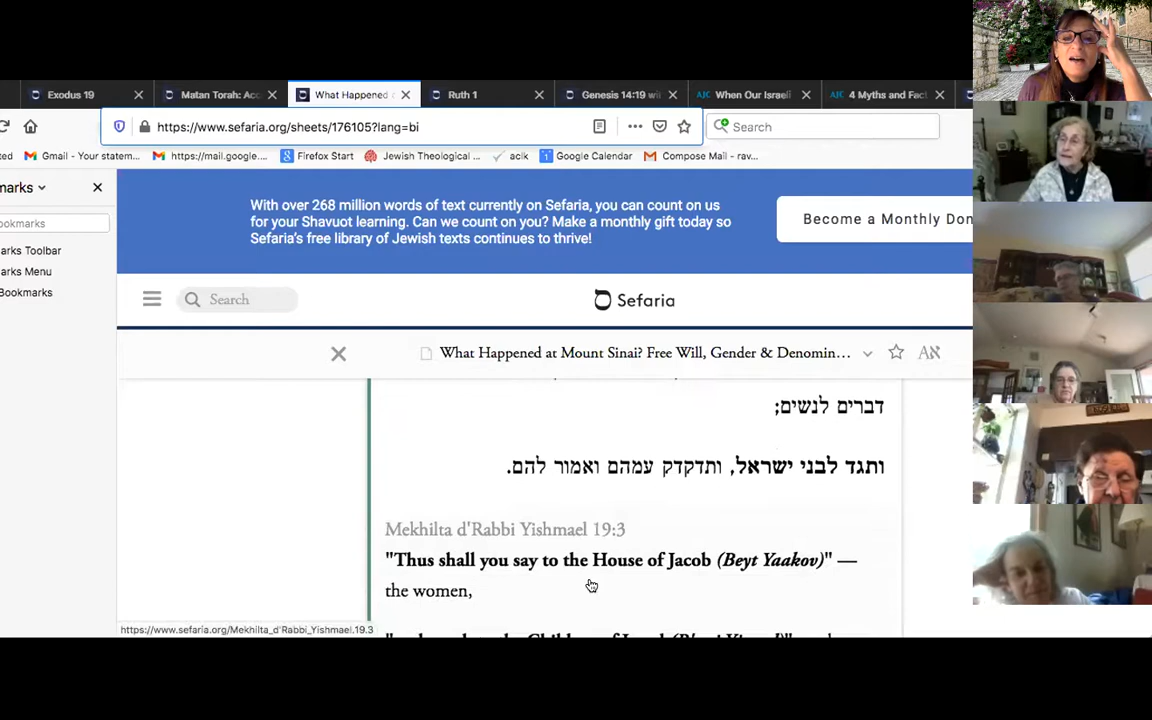 Exodus 19
Matan Torah: Acc
What Happened
Ruth 1
Genesis 14:19 wi
When Our Israeli
4 Myths and Fact
https://www.sefaria.org/sheets/176105?lang=bi
Search
Gmail - Your statem...
https://mail.google....
Firefox Start
Jewish Theological ...
acik
Google Calendar
Compose Mail - rav...
marks
ookmarks
arks Toolbar
arks Menu
Bookmarks
With over 268 million words of text currently on Sefaria, you can count on us
for your Shavuot learning. Can we count on you? Make a monthly gift today so
Sefaria's free library of Jewish texts continues to thrive!
Become a Monthly Don
Search
Sefaria
What Happened at Mount Sinai? Free Will, Gender & Denomin...
דברים לנשים;
ותגד לבני ישראל, ותדקדק עמהם ואמור להם.
Mekhilta d'Rabbi Yishmael 19:3
"Thus shall you say to the House of Jacob (Beyt Yaakov)" —
the women,
https://www.sefaria.org/Mekhilta_d'Rabbi_Yishmael.19.3